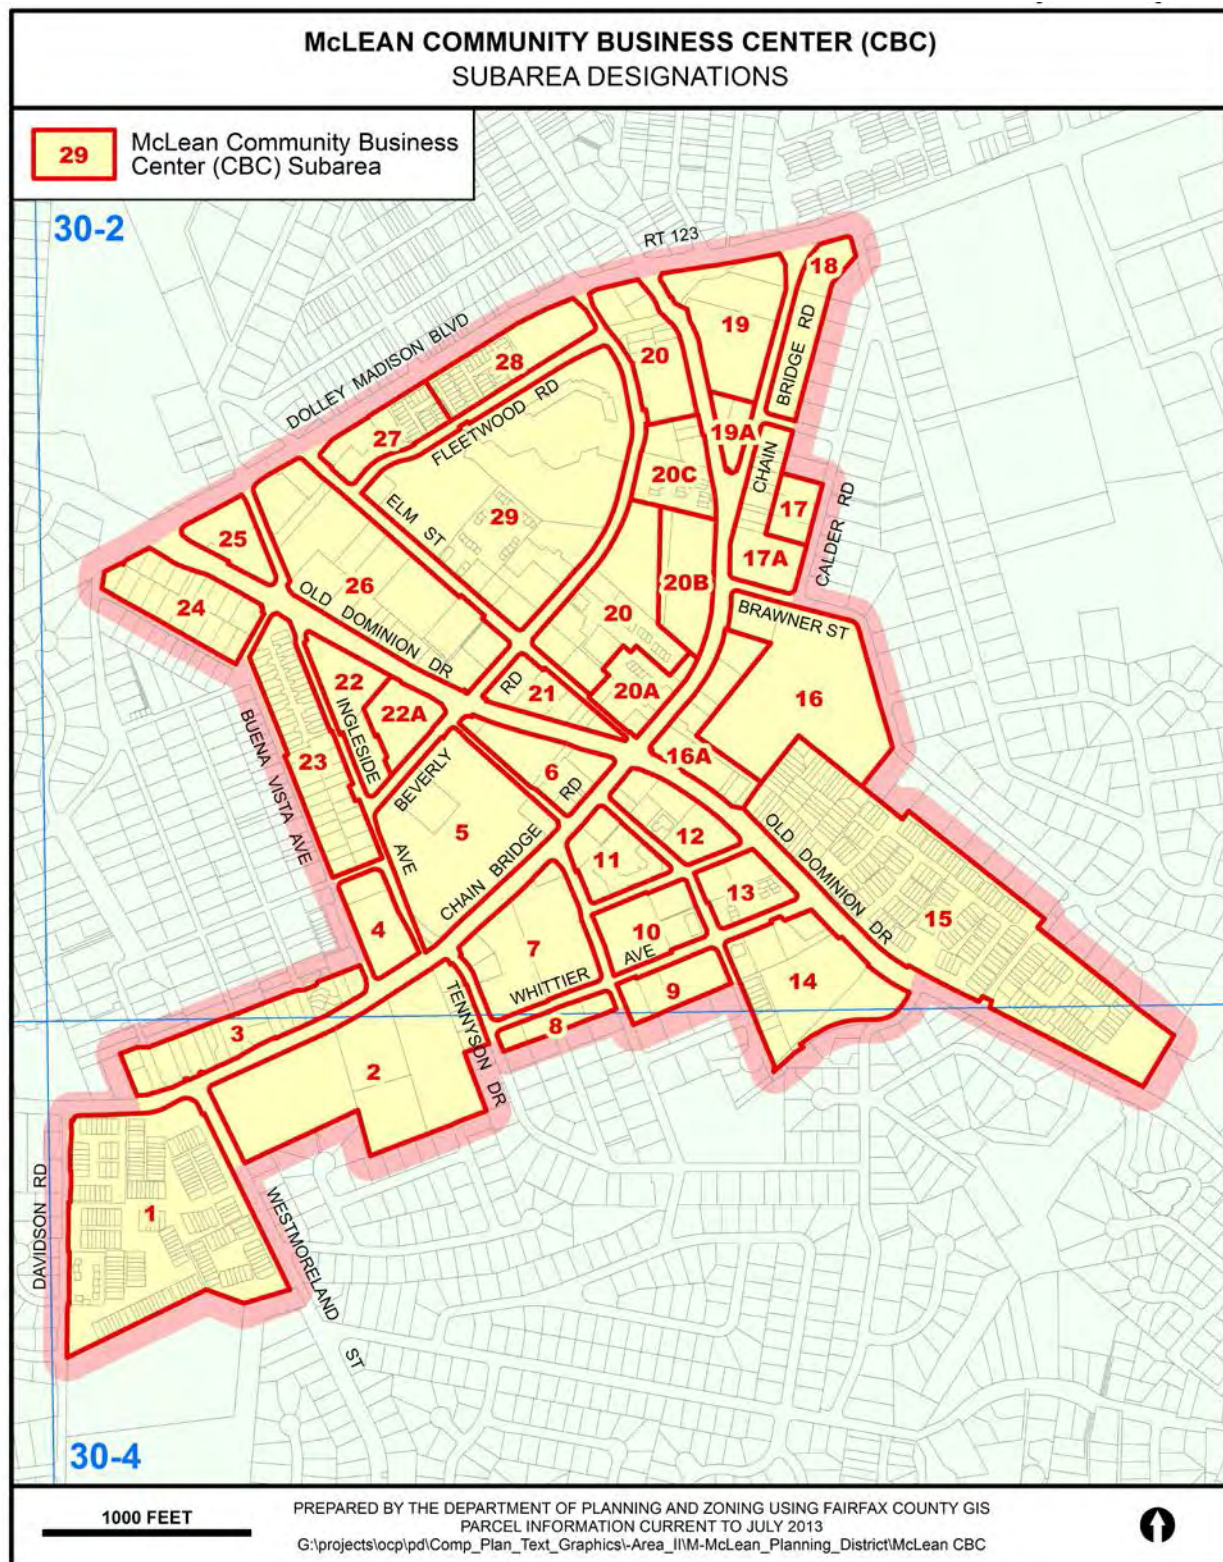 McLEAN COMMUNITY BUSINESS CENTER (CBC)
SUBAREA DESIGNATIONS
29
McLean Community Business
Center (CBC) Subarea
30-2
RT 123
18
DOLLEY MADISON BLVD
19
BRIDGE RD
20
28
FLEETWOOD RD
27
19A
CHAIN
20C
17
CALDER RD
ELM ST
29
25
17A
26
20B
24
OLD DOMINION DR
20
BRAWNER ST
22
RD
21
20A
16
22A
INGLESIDE
BUENA VISTA AVE
23
BEVERLY
6
RD
16A
5
12
OLD DOMINION DR
AVE
11
CHAIN BRIDGE
13
15
4
10
7
AVE
WHITTIER
14
9
TENNYSON DR
8
3
2
DAVIDSON RD
1
WESTMORELAND
ST
30-4
1000 FEET
PREPARED BY THE DEPARTMENT OF PLANNING AND ZONING USING FAIRFAX COUNTY GIS
PARCEL INFORMATION CURRENT TO JULY 2013
G:\projects\ocp\pd\Comp_Plan_Text_Graphics\-Area_II\M-McLean_Planning_District\McLean CBC